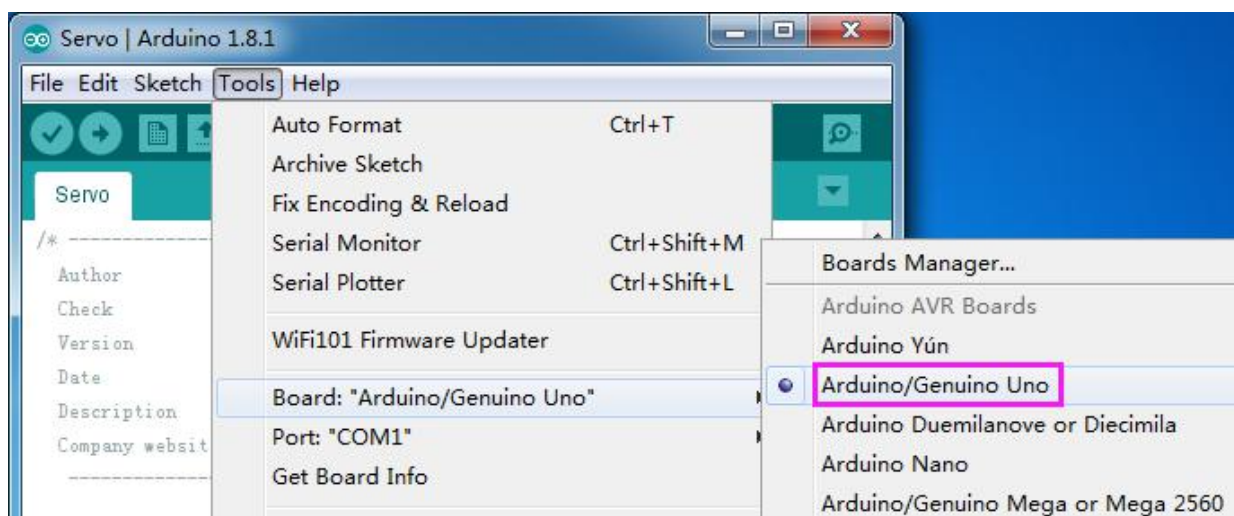 Servo | Arduino 1.8.1
File Edit Sketch Tools Help
Servo
/* --------------
Author
Check
Version
Date
Description
Company websit
--------------
Auto Format Ctrl+T
Archive Sketch
Fix Encoding & Reload
Serial Monitor Ctrl+Shift+M
Serial Plotter Ctrl+Shift+L
WiFi101 Firmware Updater
Board: "Arduino/Genuino Uno"
Port: "COM1"
Get Board Info
Boards Manager...
Arduino AVR Boards
Arduino Yún
Arduino/Genuino Uno
Arduino Duemilanove or Diecimila
Arduino Nano
Arduino/Genuino Mega or Mega 2560